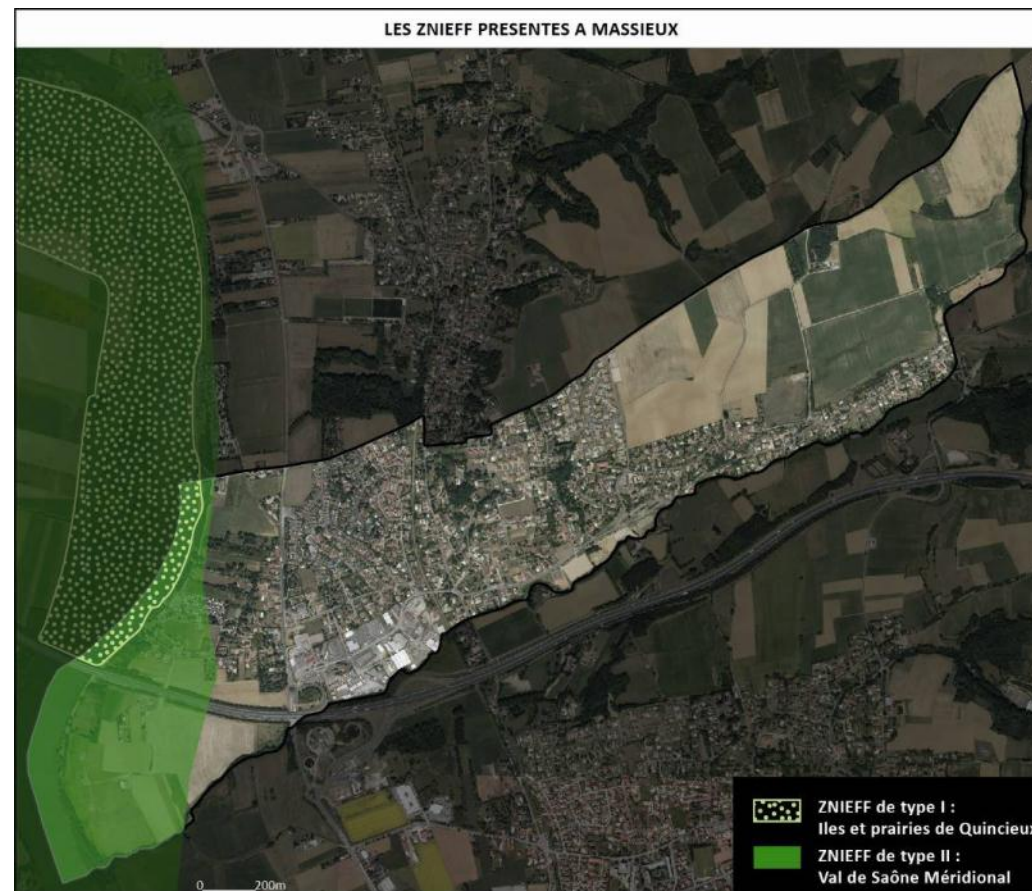 LES ZNIEFF PRESENTES A MASSIEUX
ZNIEFF de type I :
Iles et prairies de Quincieux
ZNIEFF de type II :
Val de Saône Méridional
0 200m